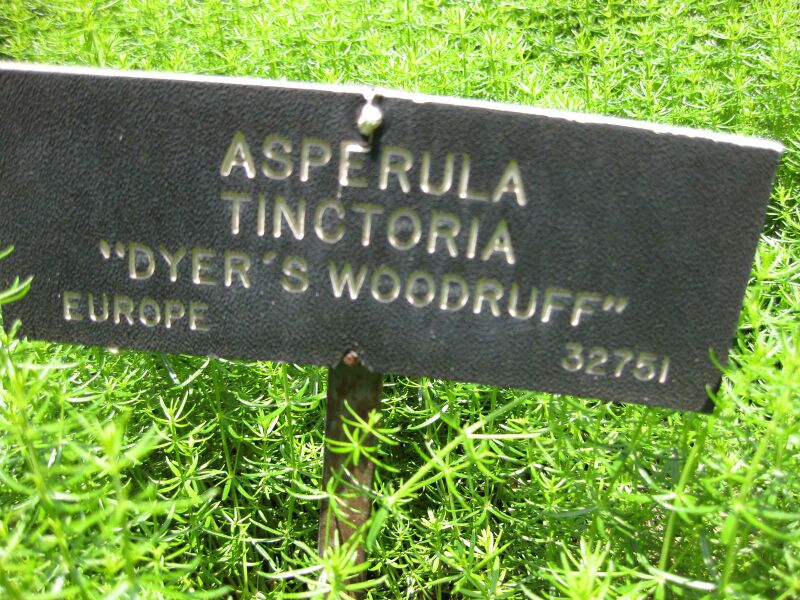 ASPERULA
TINCTORIA
"DYER´S WOODRUFF"
EUROPE
32751